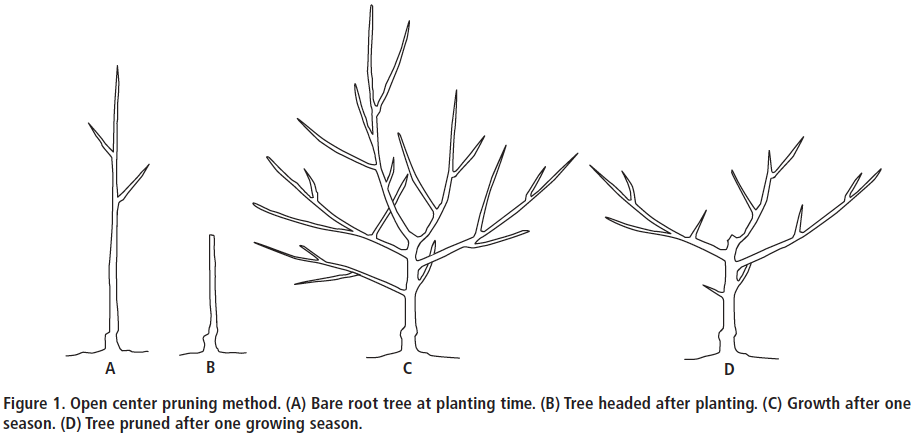 A
B
C
D
Figure 1. Open center pruning method. (A) Bare root tree at planting time. (B) Tree headed after planting. (C) Growth after one
season. (D) Tree pruned after one growing season.